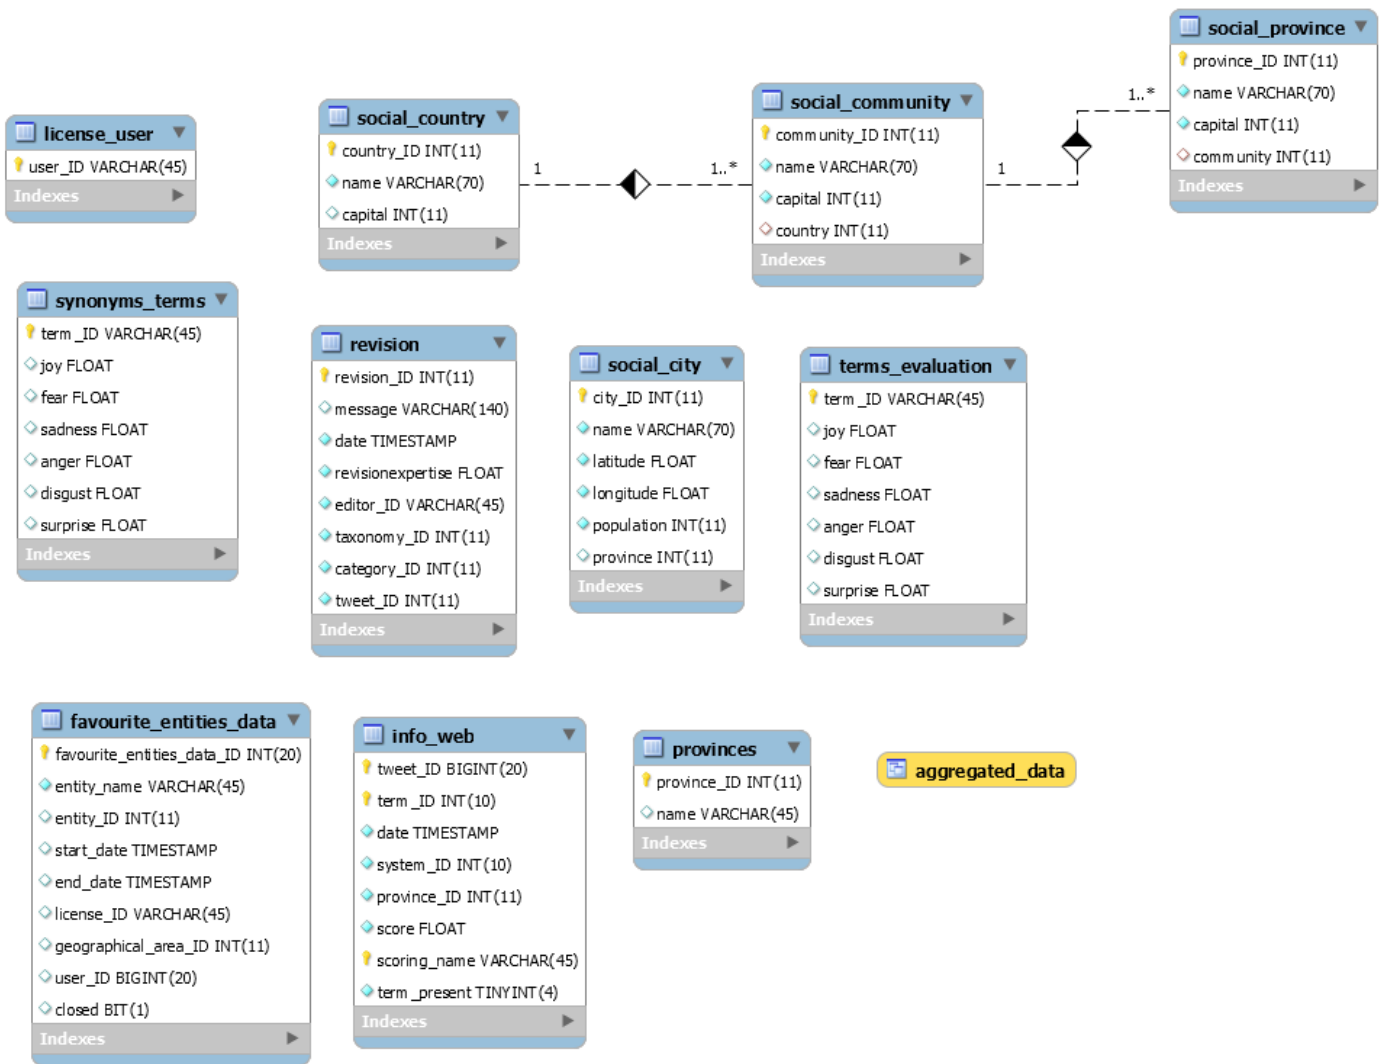 license_user
user_ID VARCHAR(45)
Indexes
social_country
country_ID INT(11)
name VARCHAR(70)
capital INT(11)
Indexes
1
1..*
social_community
community_ID INT(11)
name VARCHAR(70)
capital INT(11)
country INT(11)
Indexes
1
1..*
social_province
province_ID INT(11)
name VARCHAR(70)
capital INT(11)
community INT(11)
Indexes
synonyms_terms
term_ID VARCHAR(45)
joy FLOAT
fear FLOAT
sadness FLOAT
anger FLOAT
disgust FLOAT
surprise FLOAT
Indexes
revision
revision_ID INT(11)
message VARCHAR(140)
date TIMESTAMP
revisionexpertise FLOAT
editor_ID VARCHAR(45)
taxonomy_ID INT(11)
category_ID INT(11)
tweet_ID INT(11)
Indexes
social_city
city_ID INT(11)
name VARCHAR(70)
latitude FLOAT
longitude FLOAT
population INT(11)
province INT(11)
Indexes
terms_evaluation
term_ID VARCHAR(45)
joy FLOAT
fear FLOAT
sadness FLOAT
anger FLOAT
disgust FLOAT
surprise FLOAT
Indexes
favourite_entities_data
favourite_entities_data_ID INT(20)
entity_name VARCHAR(45)
entity_ID INT(11)
start_date TIMESTAMP
end_date TIMESTAMP
license_ID VARCHAR(45)
geographical_area_ID INT(11)
user_ID BIGINT(20)
closed BIT(1)
Indexes
info_web
tweet_ID BIGINT(20)
term_ID INT(10)
date TIMESTAMP
system_ID INT(10)
province_ID INT(11)
score FLOAT
scoring_name VARCHAR(45)
term_present TINYINT(4)
Indexes
provinces
province_ID INT(11)
name VARCHAR(45)
Indexes
aggregated_data